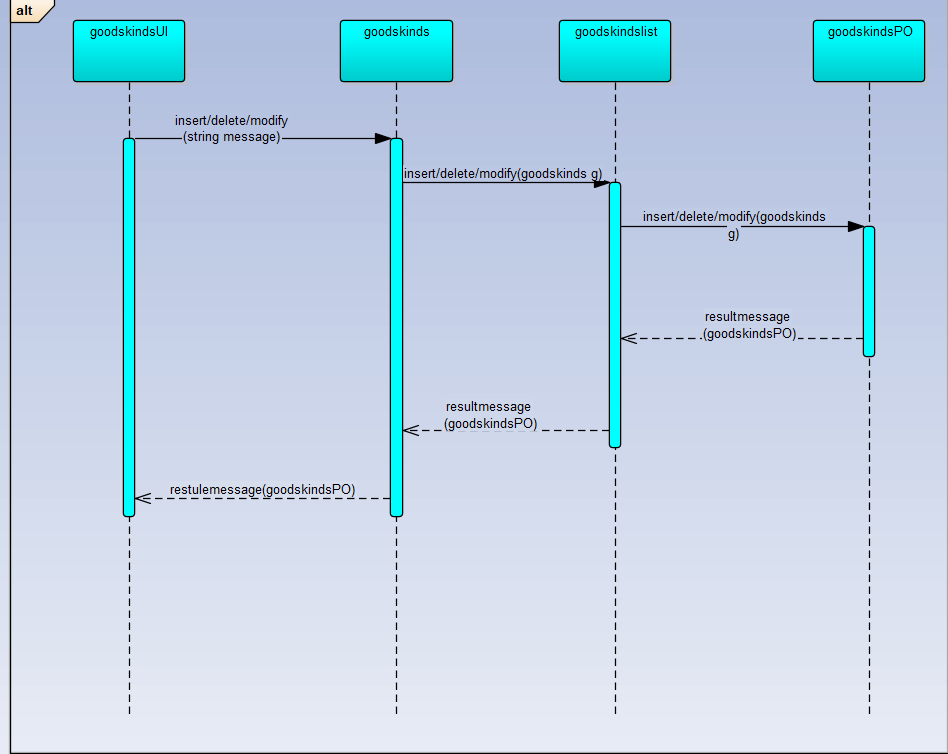 alt
goodskindsUI
goodskinds
goodskindslist
goodskindsPO
insert/delete/modify
(string message)
insert/delete/modify(goodskinds g)
insert/delete/modify(goodskinds
g)
resultmessage
(goodskindsPO)
resultmessage
(goodskindsPO)
restulemessage(goodskindsPO)